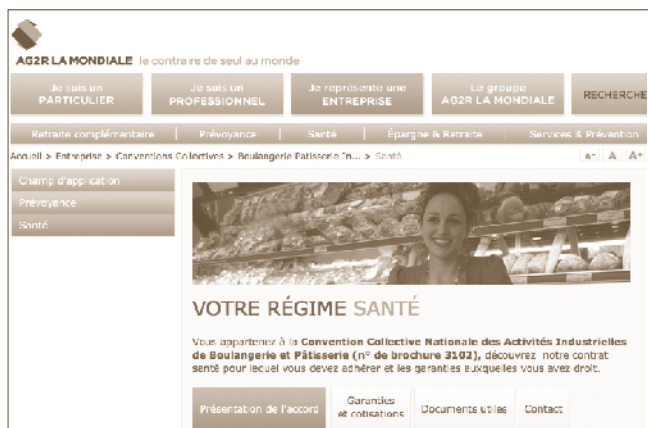 AG2R LA MONDIALE le contraire de seul au monde
Je suis un
PARTICULIER
Je suis un
PROFESSIONNEL
Je représente une
ENTREPRISE
Le groupe
AG2R LA MONDIALE
RECHERCHE
Retraite complémentaire | Prévoyance | Santé | Épargne & Retraite | Services & Prévention
Accueil > Entreprise > Conventions Collectives > Boulangerie Patisserie In... > Santé
A- A A+
Champ d'application
Prévoyance
Santé
VOTRE RÉGIME SANTÉ
Vous appartenez à la Convention Collective Nationale des Activités Industrielles
de Boulangerie et Pâtisserie (n° de brochure 3102), découvrez notre contrat
santé pour lequel vous devez adhérer et les garanties auxquelles vous avez droit.
Présentation de l'accord
Garanties
et cotisations
Documents utiles
Contact